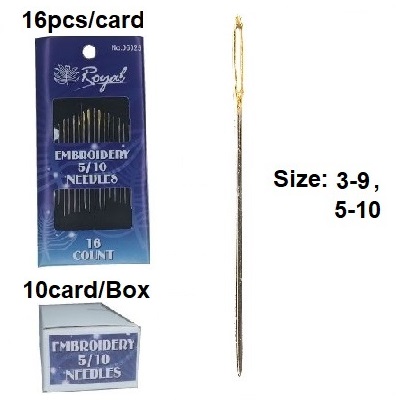 16pcs/card
Royal
EMBROIDERY
5/10
NEEDLES
16
COUNT
Size: 3-9 ,
5-10
10card/Box
EMBROIDERY
5/10
NEEDLES